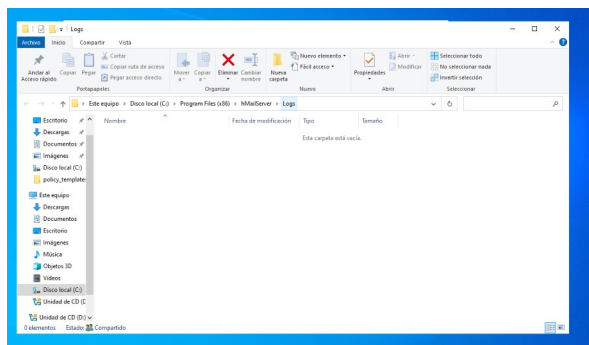 Logs
Archivo Inicio Compartir Vista
Anclar al Acceso rápido
Copiar
Pegar
Cortar
Copiar ruta de acceso
Pegar acceso directo
Portapapeles
Mover a
Copiar a
Eliminar
Cambiar nombre
Organizar
Nueva carpeta
Nuevo elemento
Fácil acceso
Nuevo
Propiedades
Abrir
Modificar
Abrir
Seleccionar todo
No seleccionar nada
Invertir selección
Seleccionar
Este equipo › Disco local (C:) › Program Files (x86) › hMailServer › Logs
Nombre Fecha de modificación Tipo Tamaño
Esta carpeta está vacía.
Escritorio
Descargas
Documentos
Imágenes
Disco local (C:)
policy_templates
Este equipo
Descargas
Documentos
Escritorio
Imágenes
Música
Objetos 3D
Vídeos
Disco local (C:)
Unidad de CD (D
Unidad de CD (D:)
0 elementos Estado: Compartido